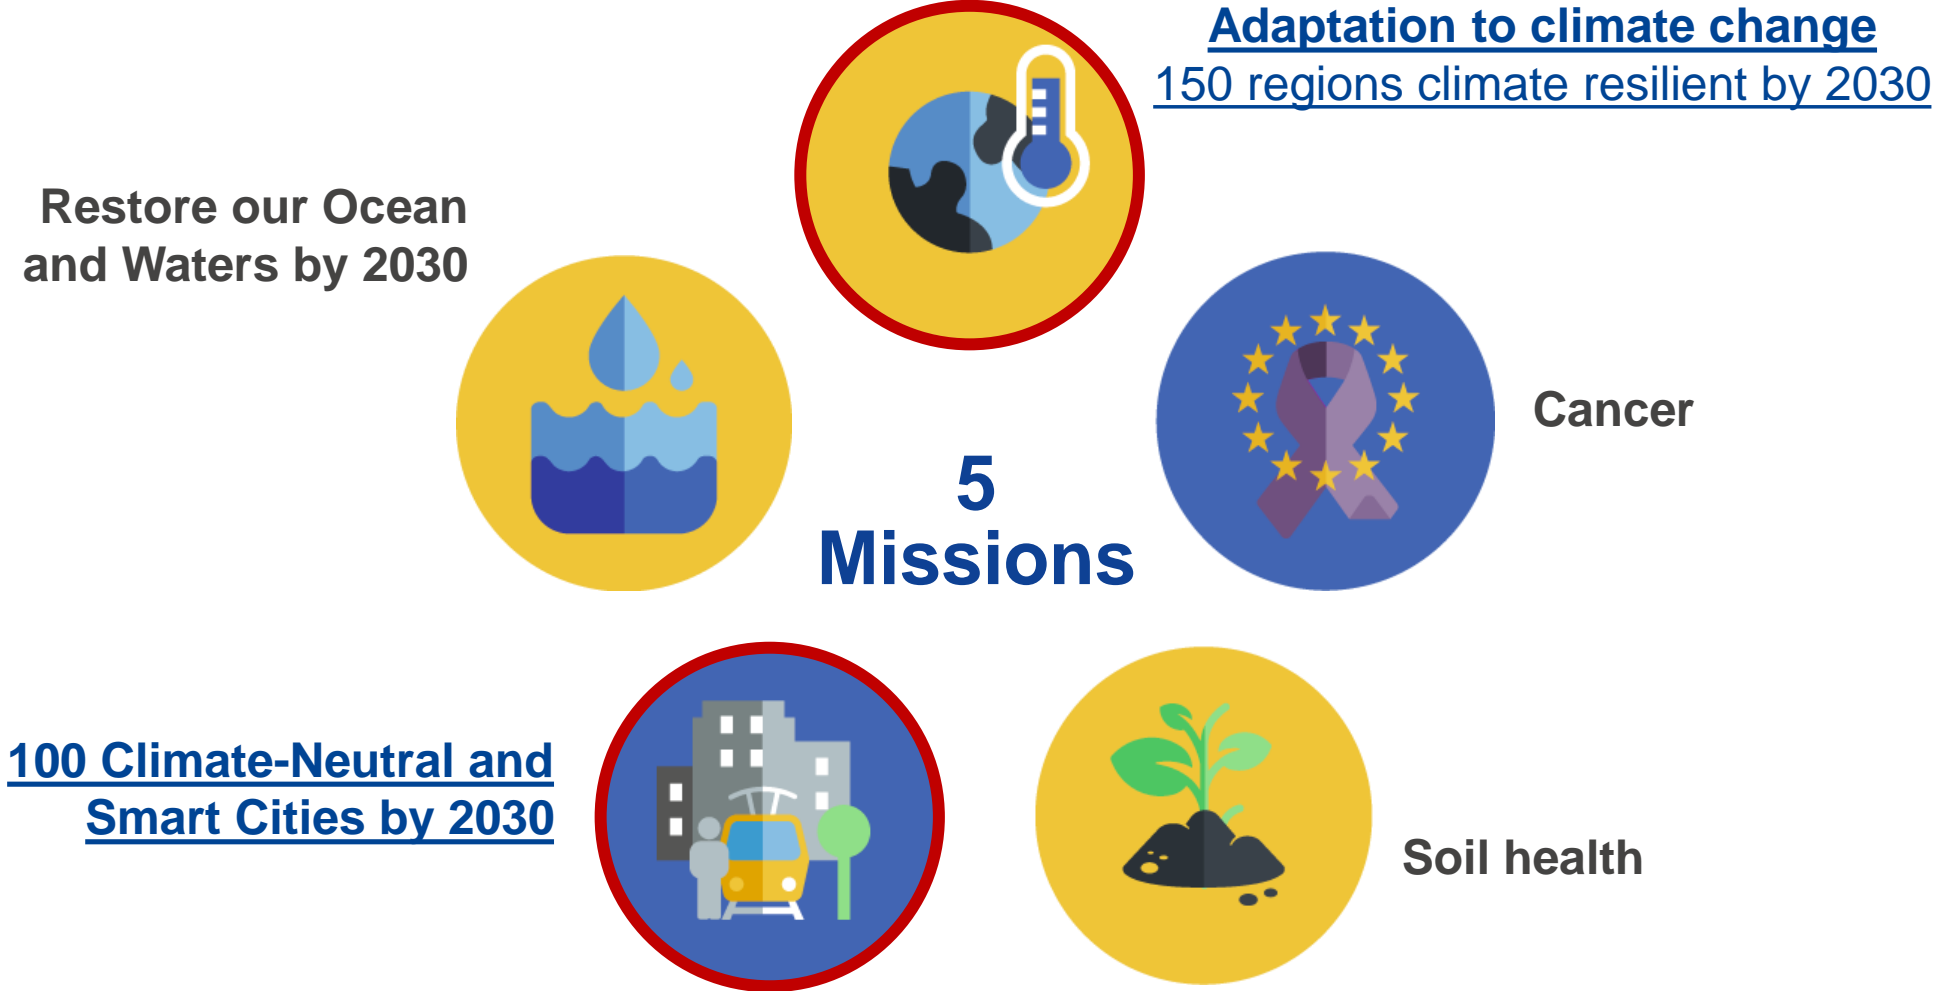 Adaptation to climate change
150 regions climate resilient by 2030
Restore our Ocean
and Waters by 2030
Cancer
5
Missions
100 Climate-Neutral and
Smart Cities by 2030
Soil health